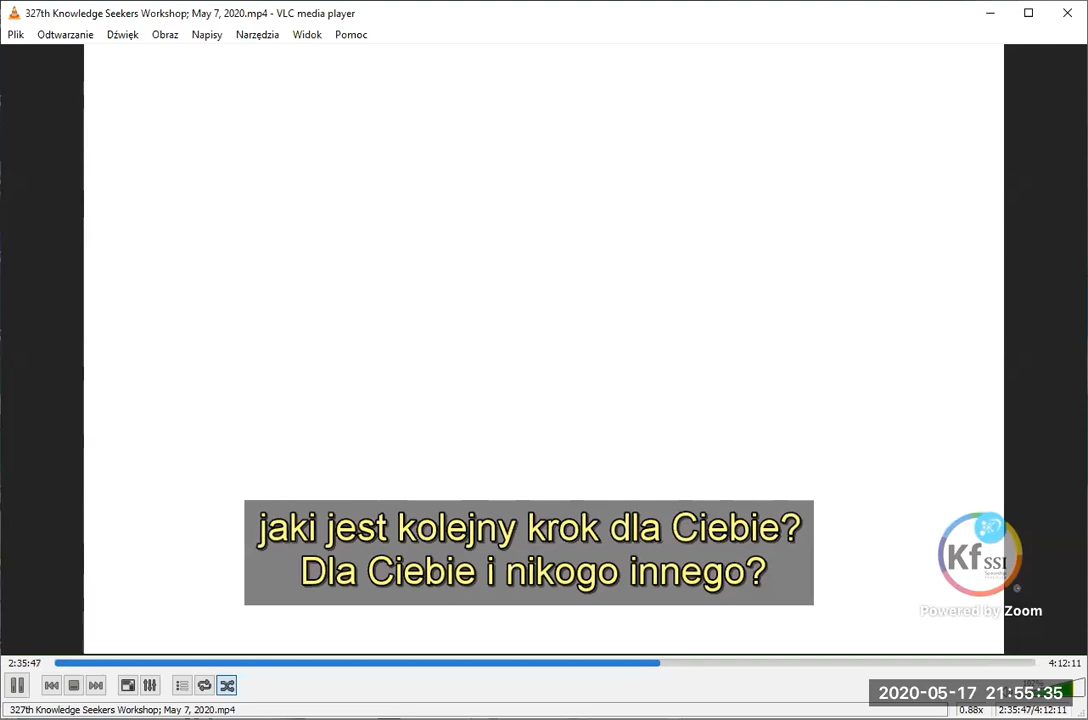 327th Knowledge Seekers Workshop; May 7, 2020.mp4 - VLC media player
Plik Odtwarzanie Dźwięk Obraz Napisy Narzędzia Widok Pomoc
jaki jest kolejny krok dla Ciebie?
Dla Ciebie i nikogo innego?
Kf SSI
Powered by Zoom
2:35:47 4:12:11
2020-05-17 21:55:35
327th Knowledge Seekers Workshop; May 7, 2020.mp4 0.88x 2:35:47/4:12:11